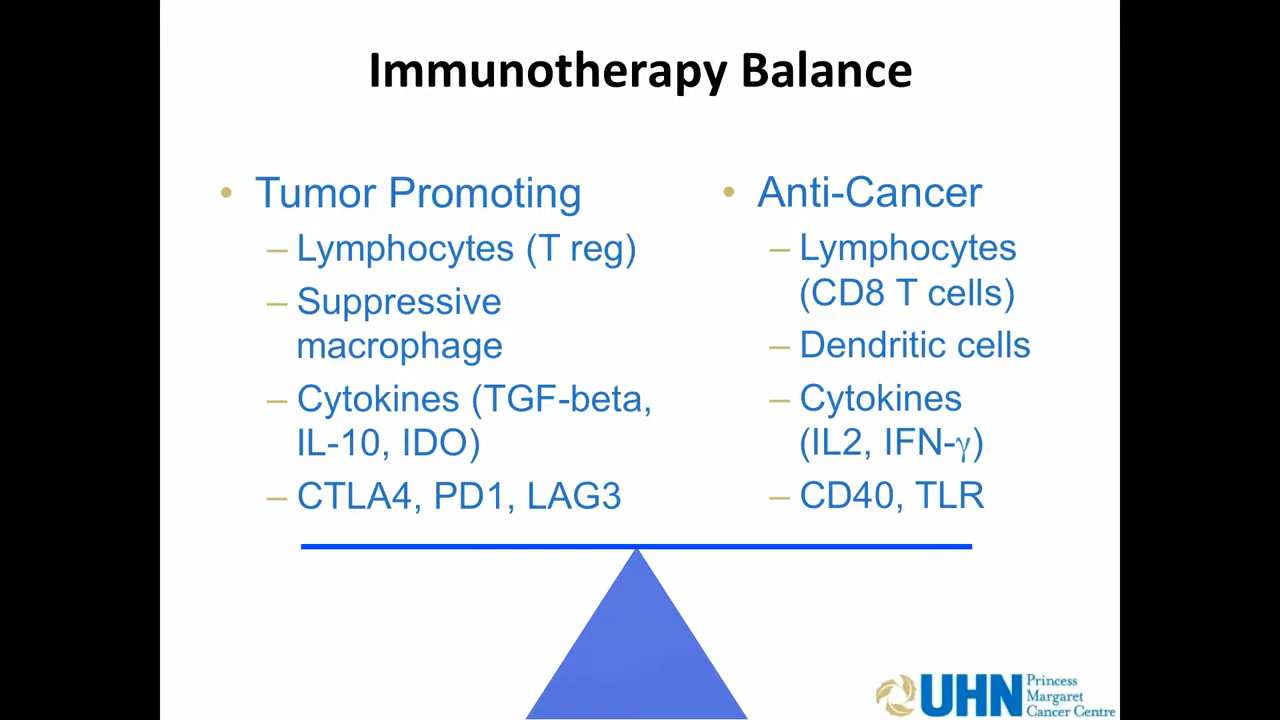 Immunotherapy Balance
• Tumor Promoting
– Lymphocytes (T reg)
– Suppressive
macrophage
– Cytokines (TGF-beta,
IL-10, IDO)
– CTLA4, PD1, LAG3
• Anti-Cancer
– Lymphocytes
(CD8 T cells)
– Dendritic cells
– Cytokines
(IL2, IFN-γ)
– CD40, TLR
UHN
Princess
Margaret
Cancer Centre